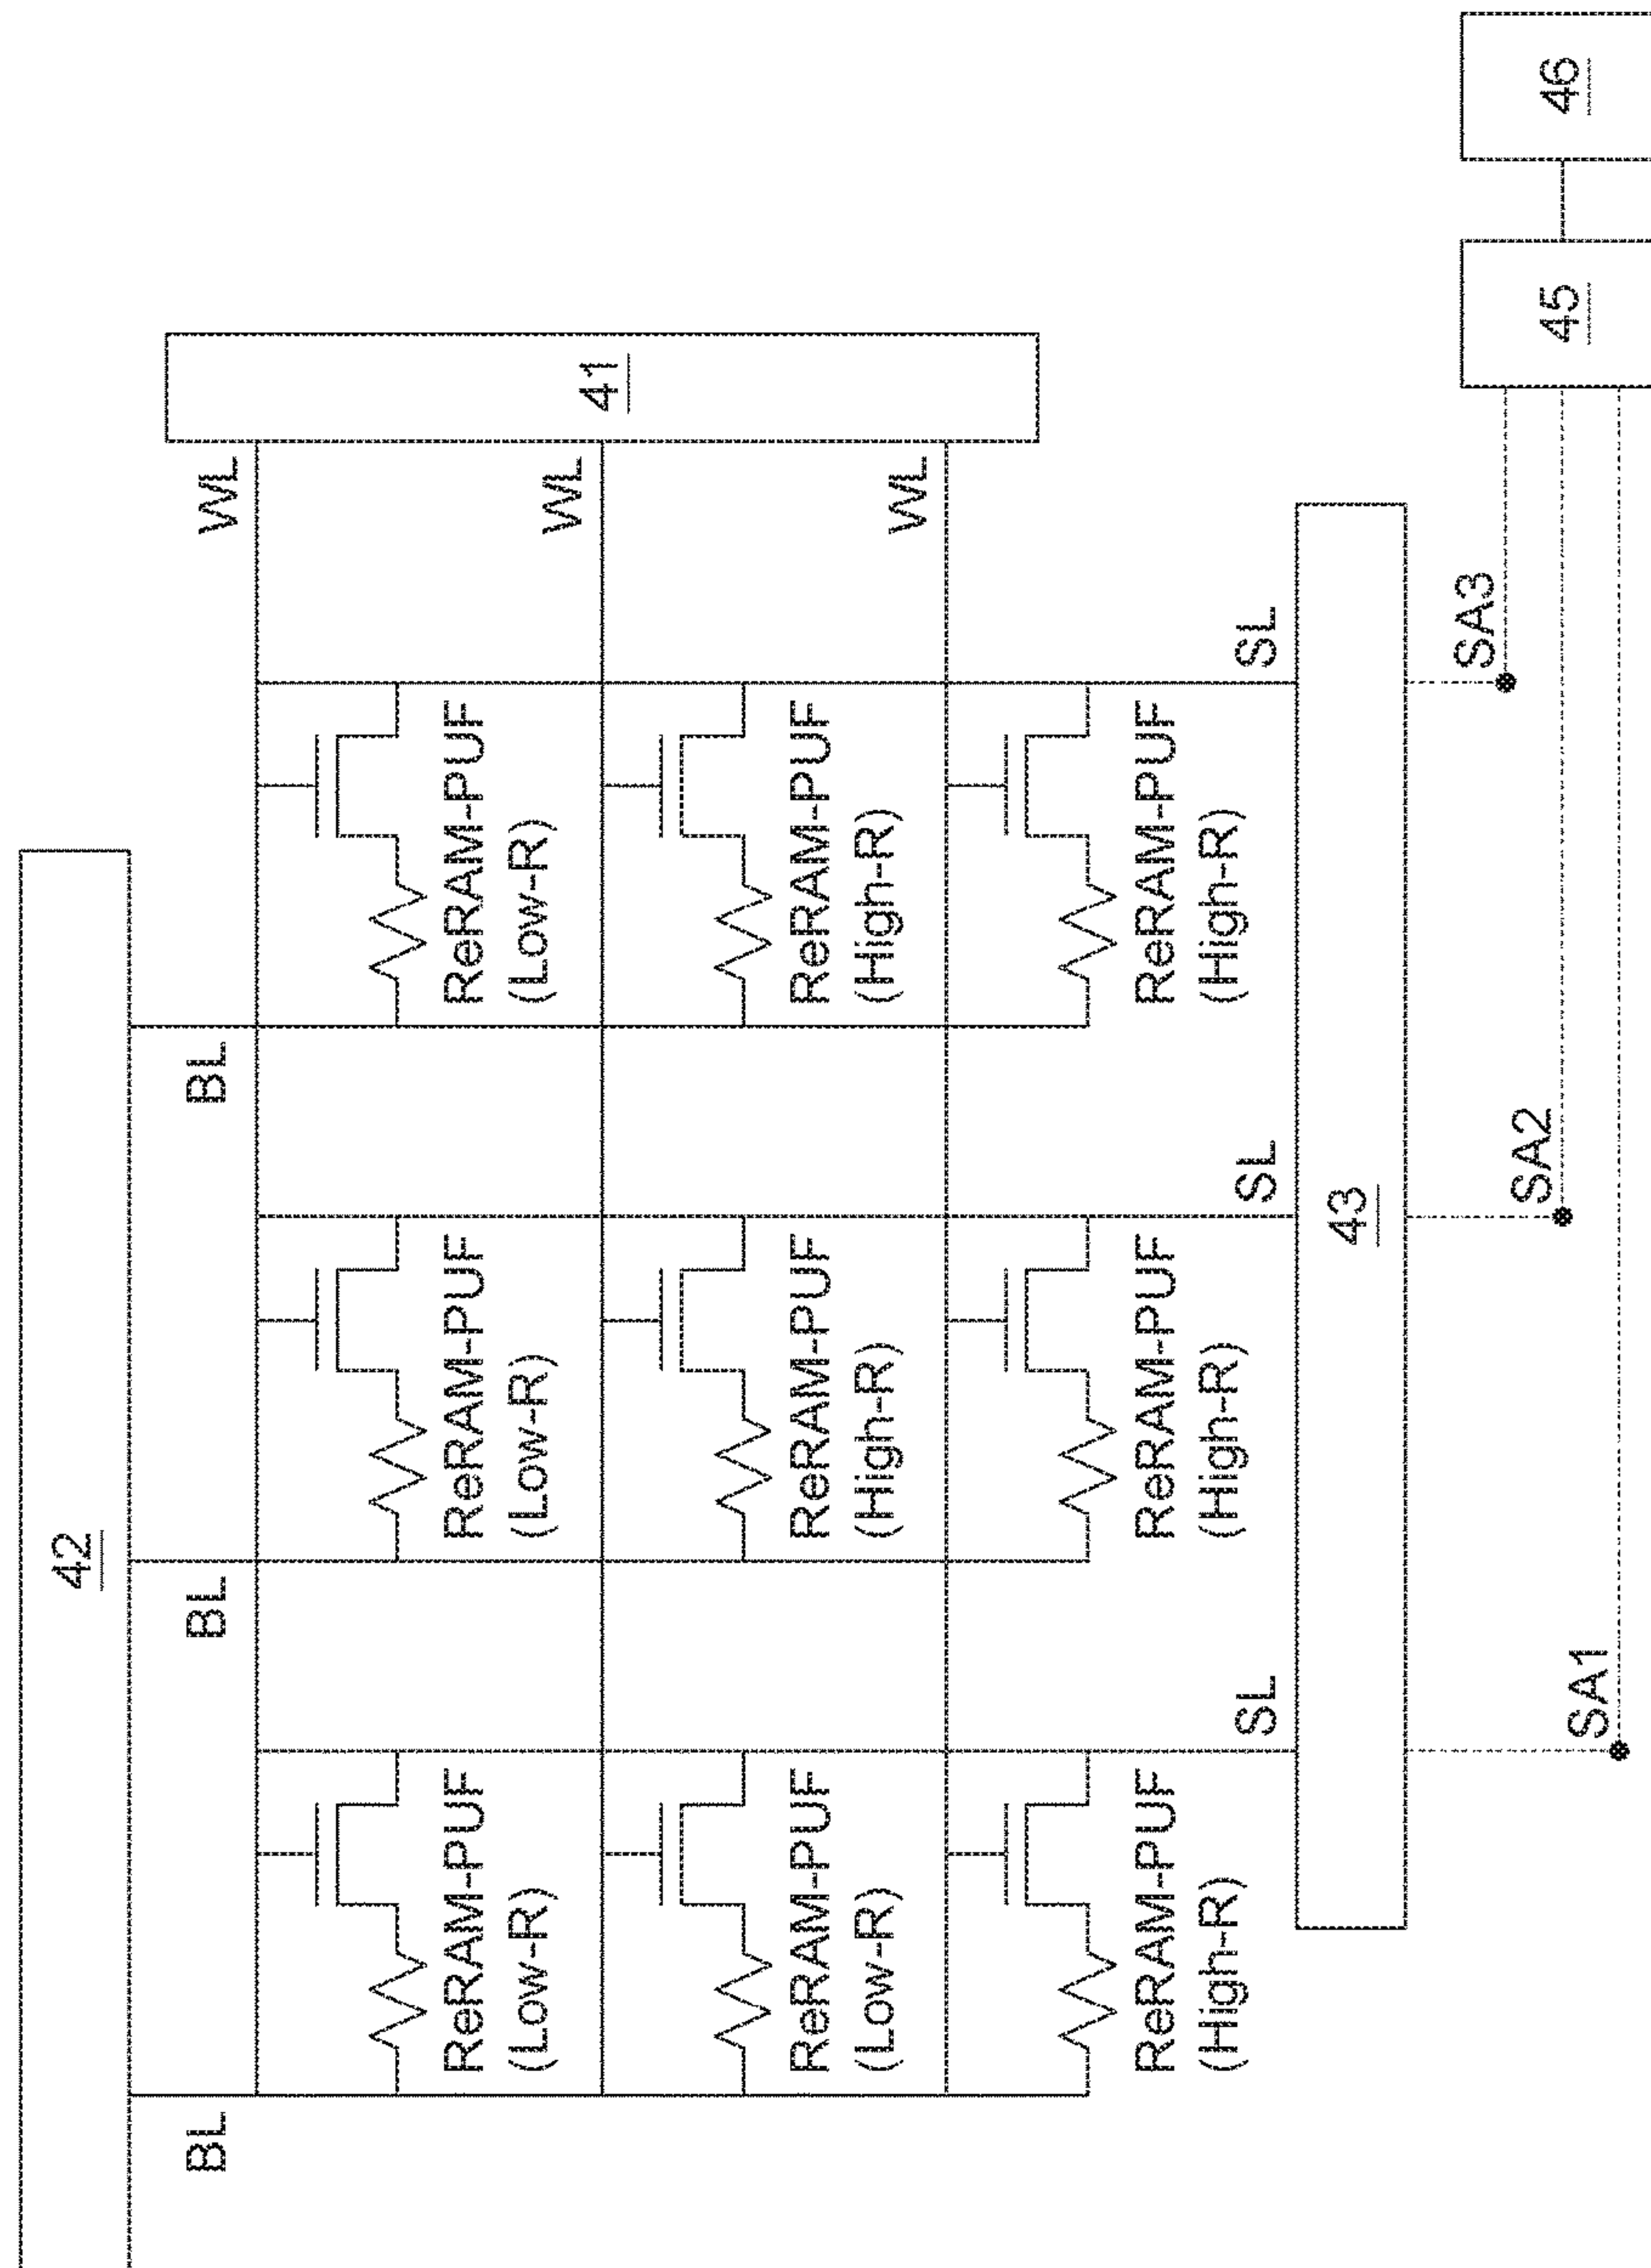 42
BL
BL
BL
WL
ReRAM-PUF
(Low-R)
ReRAM-PUF
(Low-R)
ReRAM-PUF
(Low-R)
WL
41
ReRAM-PUF
(Low-R)
ReRAM-PUF
(High-R)
ReRAM-PUF
(High-R)
WL
ReRAM-PUF
(High-R)
ReRAM-PUF
(High-R)
ReRAM-PUF
(High-R)
SL
SL
SL
43
SA3
SA2
SA1
45
46